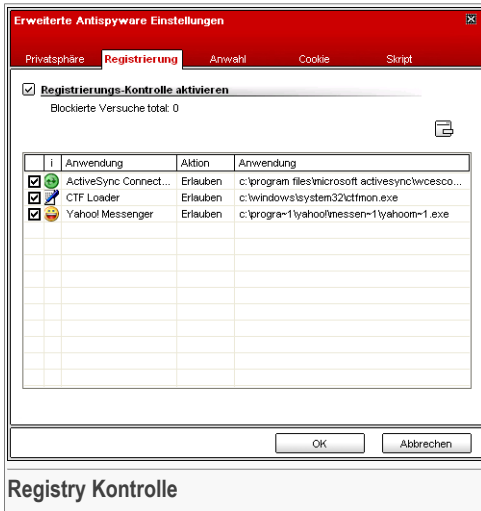 Erweiterte Antispyware Einstellungen
Privatsphäre Registrierung Anwahl Cookie Skript
Registrierungs-Kontrolle aktivieren
Blockierte Versuche total: 0
i Anwendung Aktion Anwendung
ActiveSync Connect... Erlauben c:\program files\microsoft activesync\wcesco...
CTF Loader Erlauben c:\windows\system32\ctfmon.exe
Yahoo! Messenger Erlauben c:\progra~1\yahoo!\messen~1\yahoom~1.exe
OK Abbrechen
Registry Kontrolle